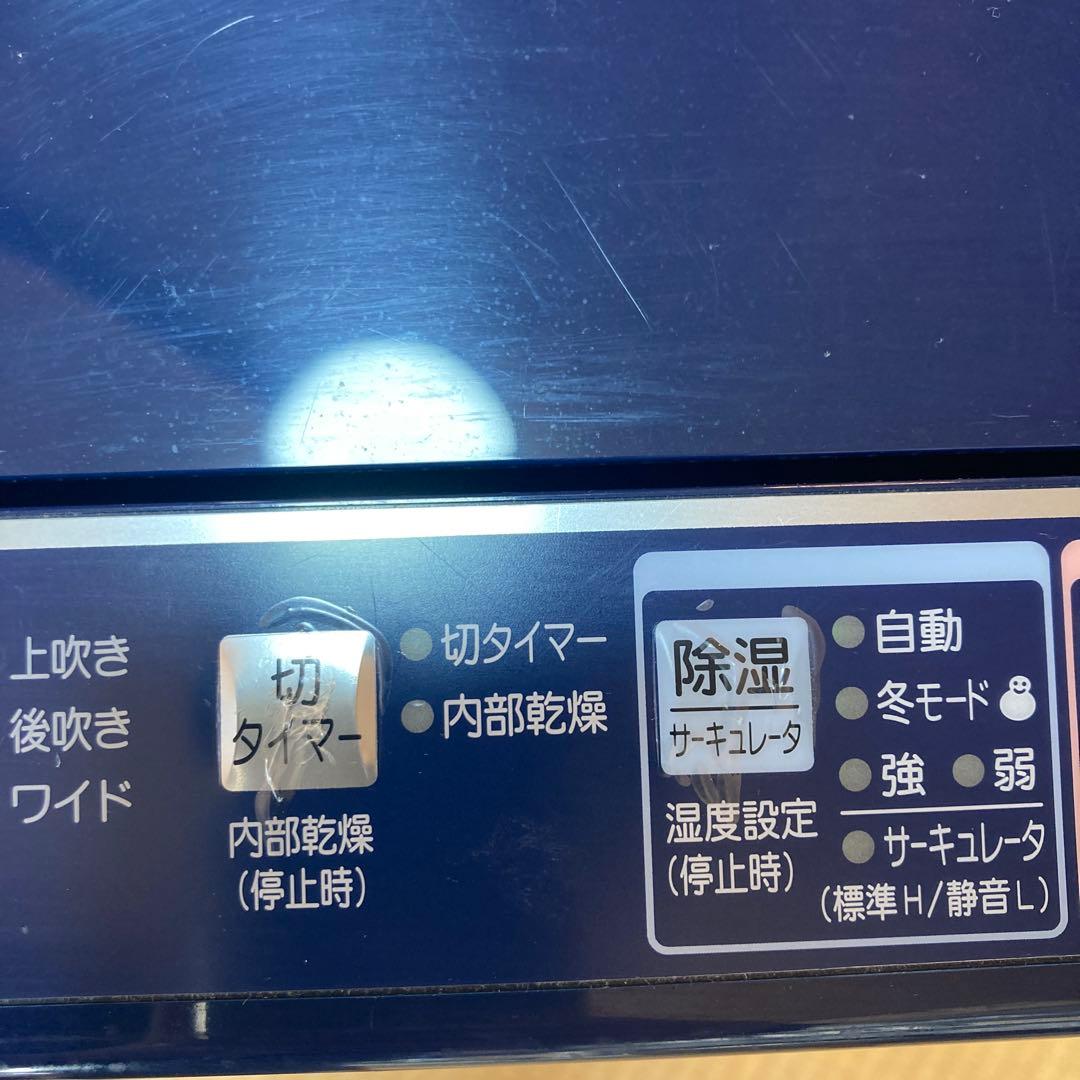 上吹き
後吹き
ワイド
切
タイマー
内部乾燥
(停止時)
切タイマー
内部乾燥
除湿
サーキュレータ
湿度設定
(停止時)
自動
冬モード
強 弱
サーキュレータ
(標準H/静音L)